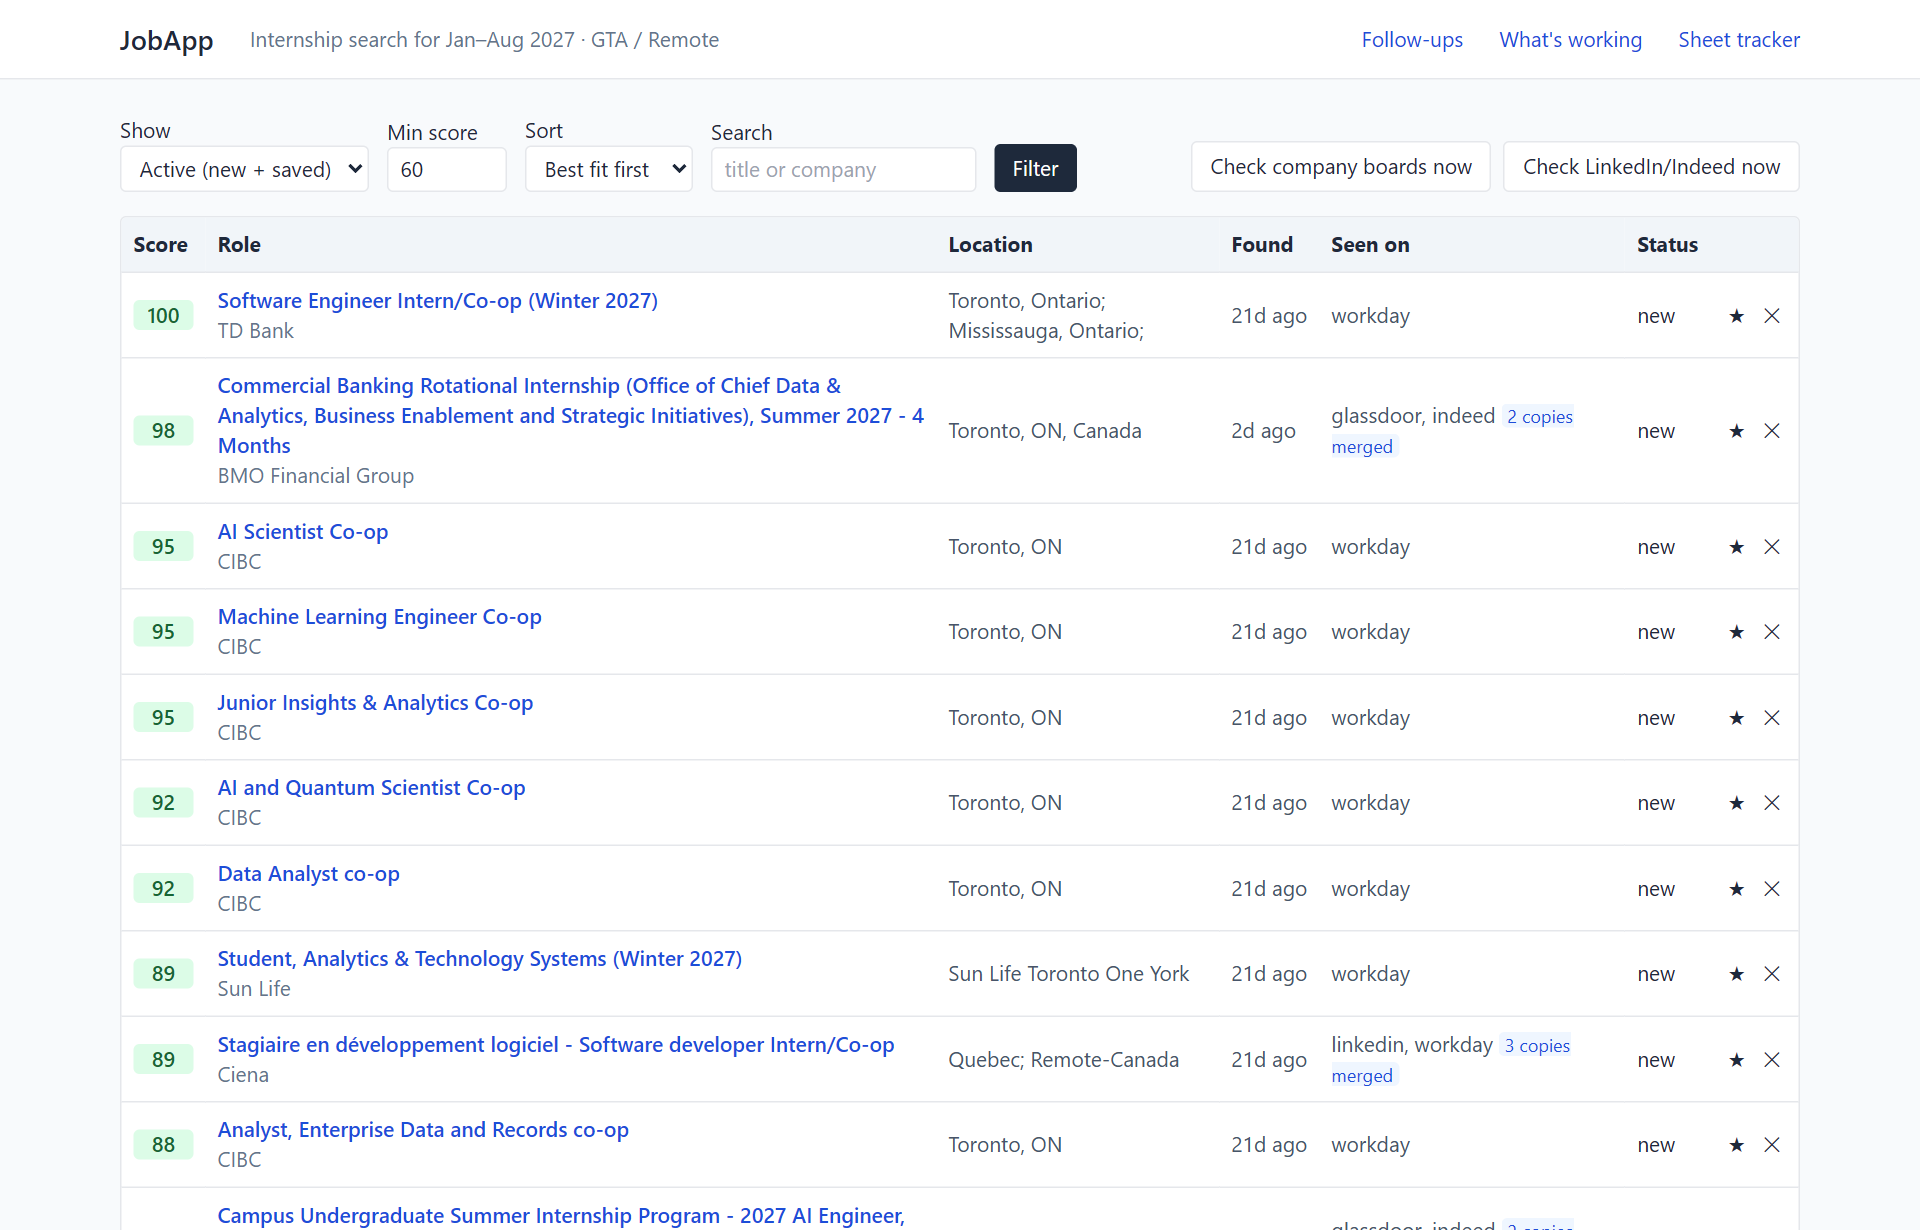 JobApp Internship search for Jan–Aug 2027 · GTA / Remote Follow-ups What's working Sheet tracker
Show Min score Sort Search
Active (new + saved) 60 Best fit first title or company Filter Check company boards now Check LinkedIn/Indeed now
Score Role Location Found Seen on Status
100 Software Engineer Intern/Co-op (Winter 2027)
TD Bank
Toronto, Ontario;
Mississauga, Ontario;
21d ago workday new ★ ×
98
Commercial Banking Rotational Internship (Office of Chief Data &
Analytics, Business Enablement and Strategic Initiatives), Summer 2027 - 4
Months
BMO Financial Group
Toronto, ON, Canada 2d ago
glassdoor, indeed 2 copies
merged
new ★ ×
95 AI Scientist Co-op
CIBC
Toronto, ON 21d ago workday new ★ ×
95 Machine Learning Engineer Co-op
CIBC
Toronto, ON 21d ago workday new ★ ×
95 Junior Insights & Analytics Co-op
CIBC
Toronto, ON 21d ago workday new ★ ×
92 AI and Quantum Scientist Co-op
CIBC
Toronto, ON 21d ago workday new ★ ×
92 Data Analyst co-op
CIBC
Toronto, ON 21d ago workday new ★ ×
89 Student, Analytics & Technology Systems (Winter 2027)
Sun Life
Sun Life Toronto One York 21d ago workday new ★ ×
89 Stagiaire en développement logiciel - Software developer Intern/Co-op
Ciena
Quebec; Remote-Canada 21d ago
linkedin, workday 3 copies
merged
new ★ ×
88 Analyst, Enterprise Data and Records co-op
CIBC
Toronto, ON 21d ago workday new ★ ×
Campus Undergraduate Summer Internship Program - 2027 AI Engineer,
glassdoor, indeed 2 copies